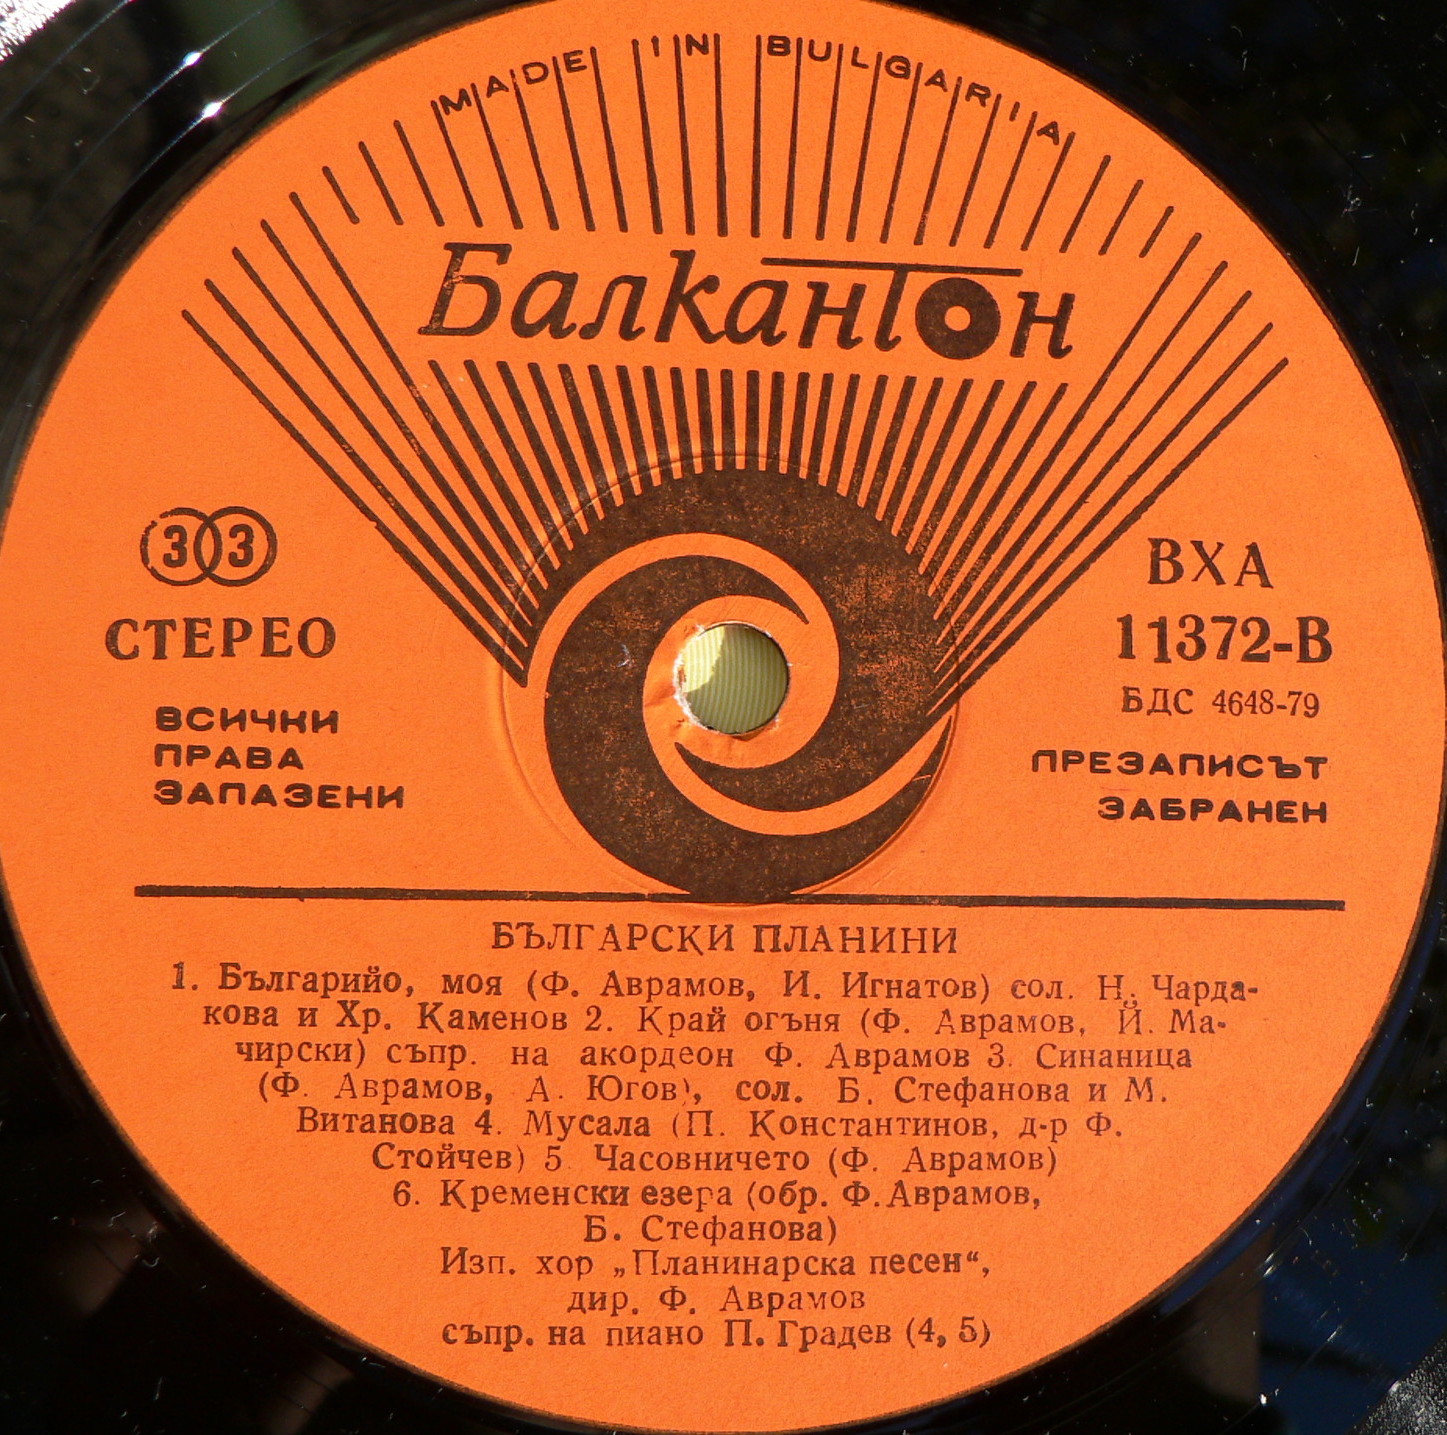 MADE IN BULGARIA
Балкантон
33
СТЕРЕО
ВСИЧКИ
ПРАВА
ЗАПАЗЕНИ
ВХА
11372-В
БДС 4648-79
ПРЕЗАПИСЪТ
ЗАБРАНЕН
БЪЛГАРСКИ ПЛАНИНИ
1. Българийо, моя (Ф. Аврамов, И. Игнатов) сол. Н. Чарда-
кова и Хр. Каменов 2. Край огъня (Ф. Аврамов, Й. Ма-
чирски) съпр. на акордеон Ф. Аврамов 3. Синаница
(Ф. Аврамов, А. Югов), сол. Б. Стефанова и М.
Витанова 4. Мусала (П. Константинов, д-р Ф.
Стойчев) 5. Часовничето (Ф. Аврамов)
6. Кременски езера (обр. Ф. Аврамов,
Б. Стефанова)
Изп. хор „Планинарска песен“,
дир. Ф. Аврамов
съпр. на пиано П. Градев (4, 5)